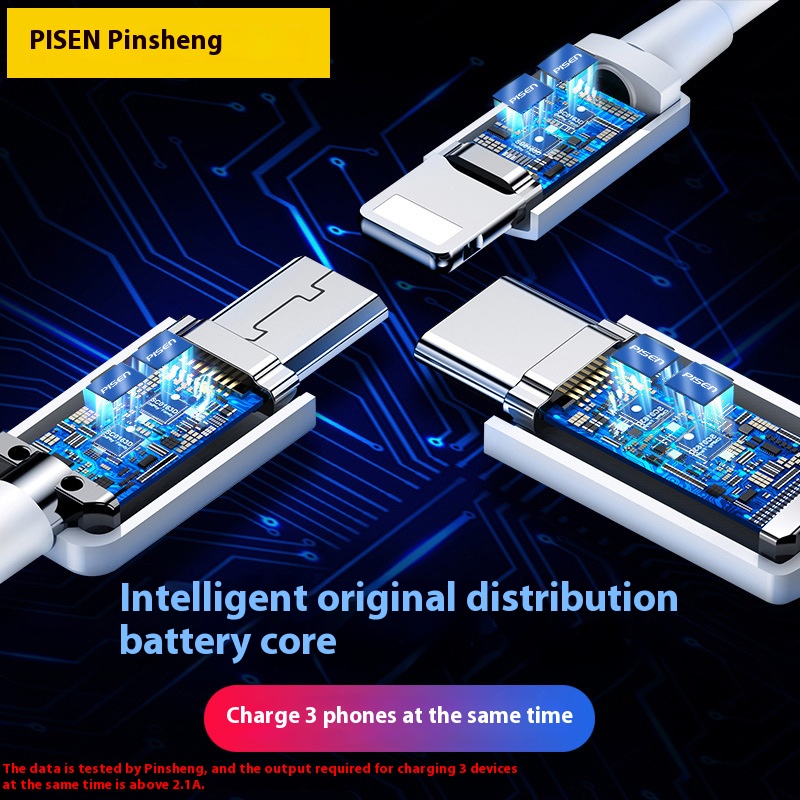 PISEN Pinsheng
PISEN
PISEN
PISEN
PISEN
PISEN
PISEN
Intelligent original distribution
battery core
Charge 3 phones at the same time
The data is tested by Pinsheng, and the output required for charging 3 devices
at the same time is above 2.1A.